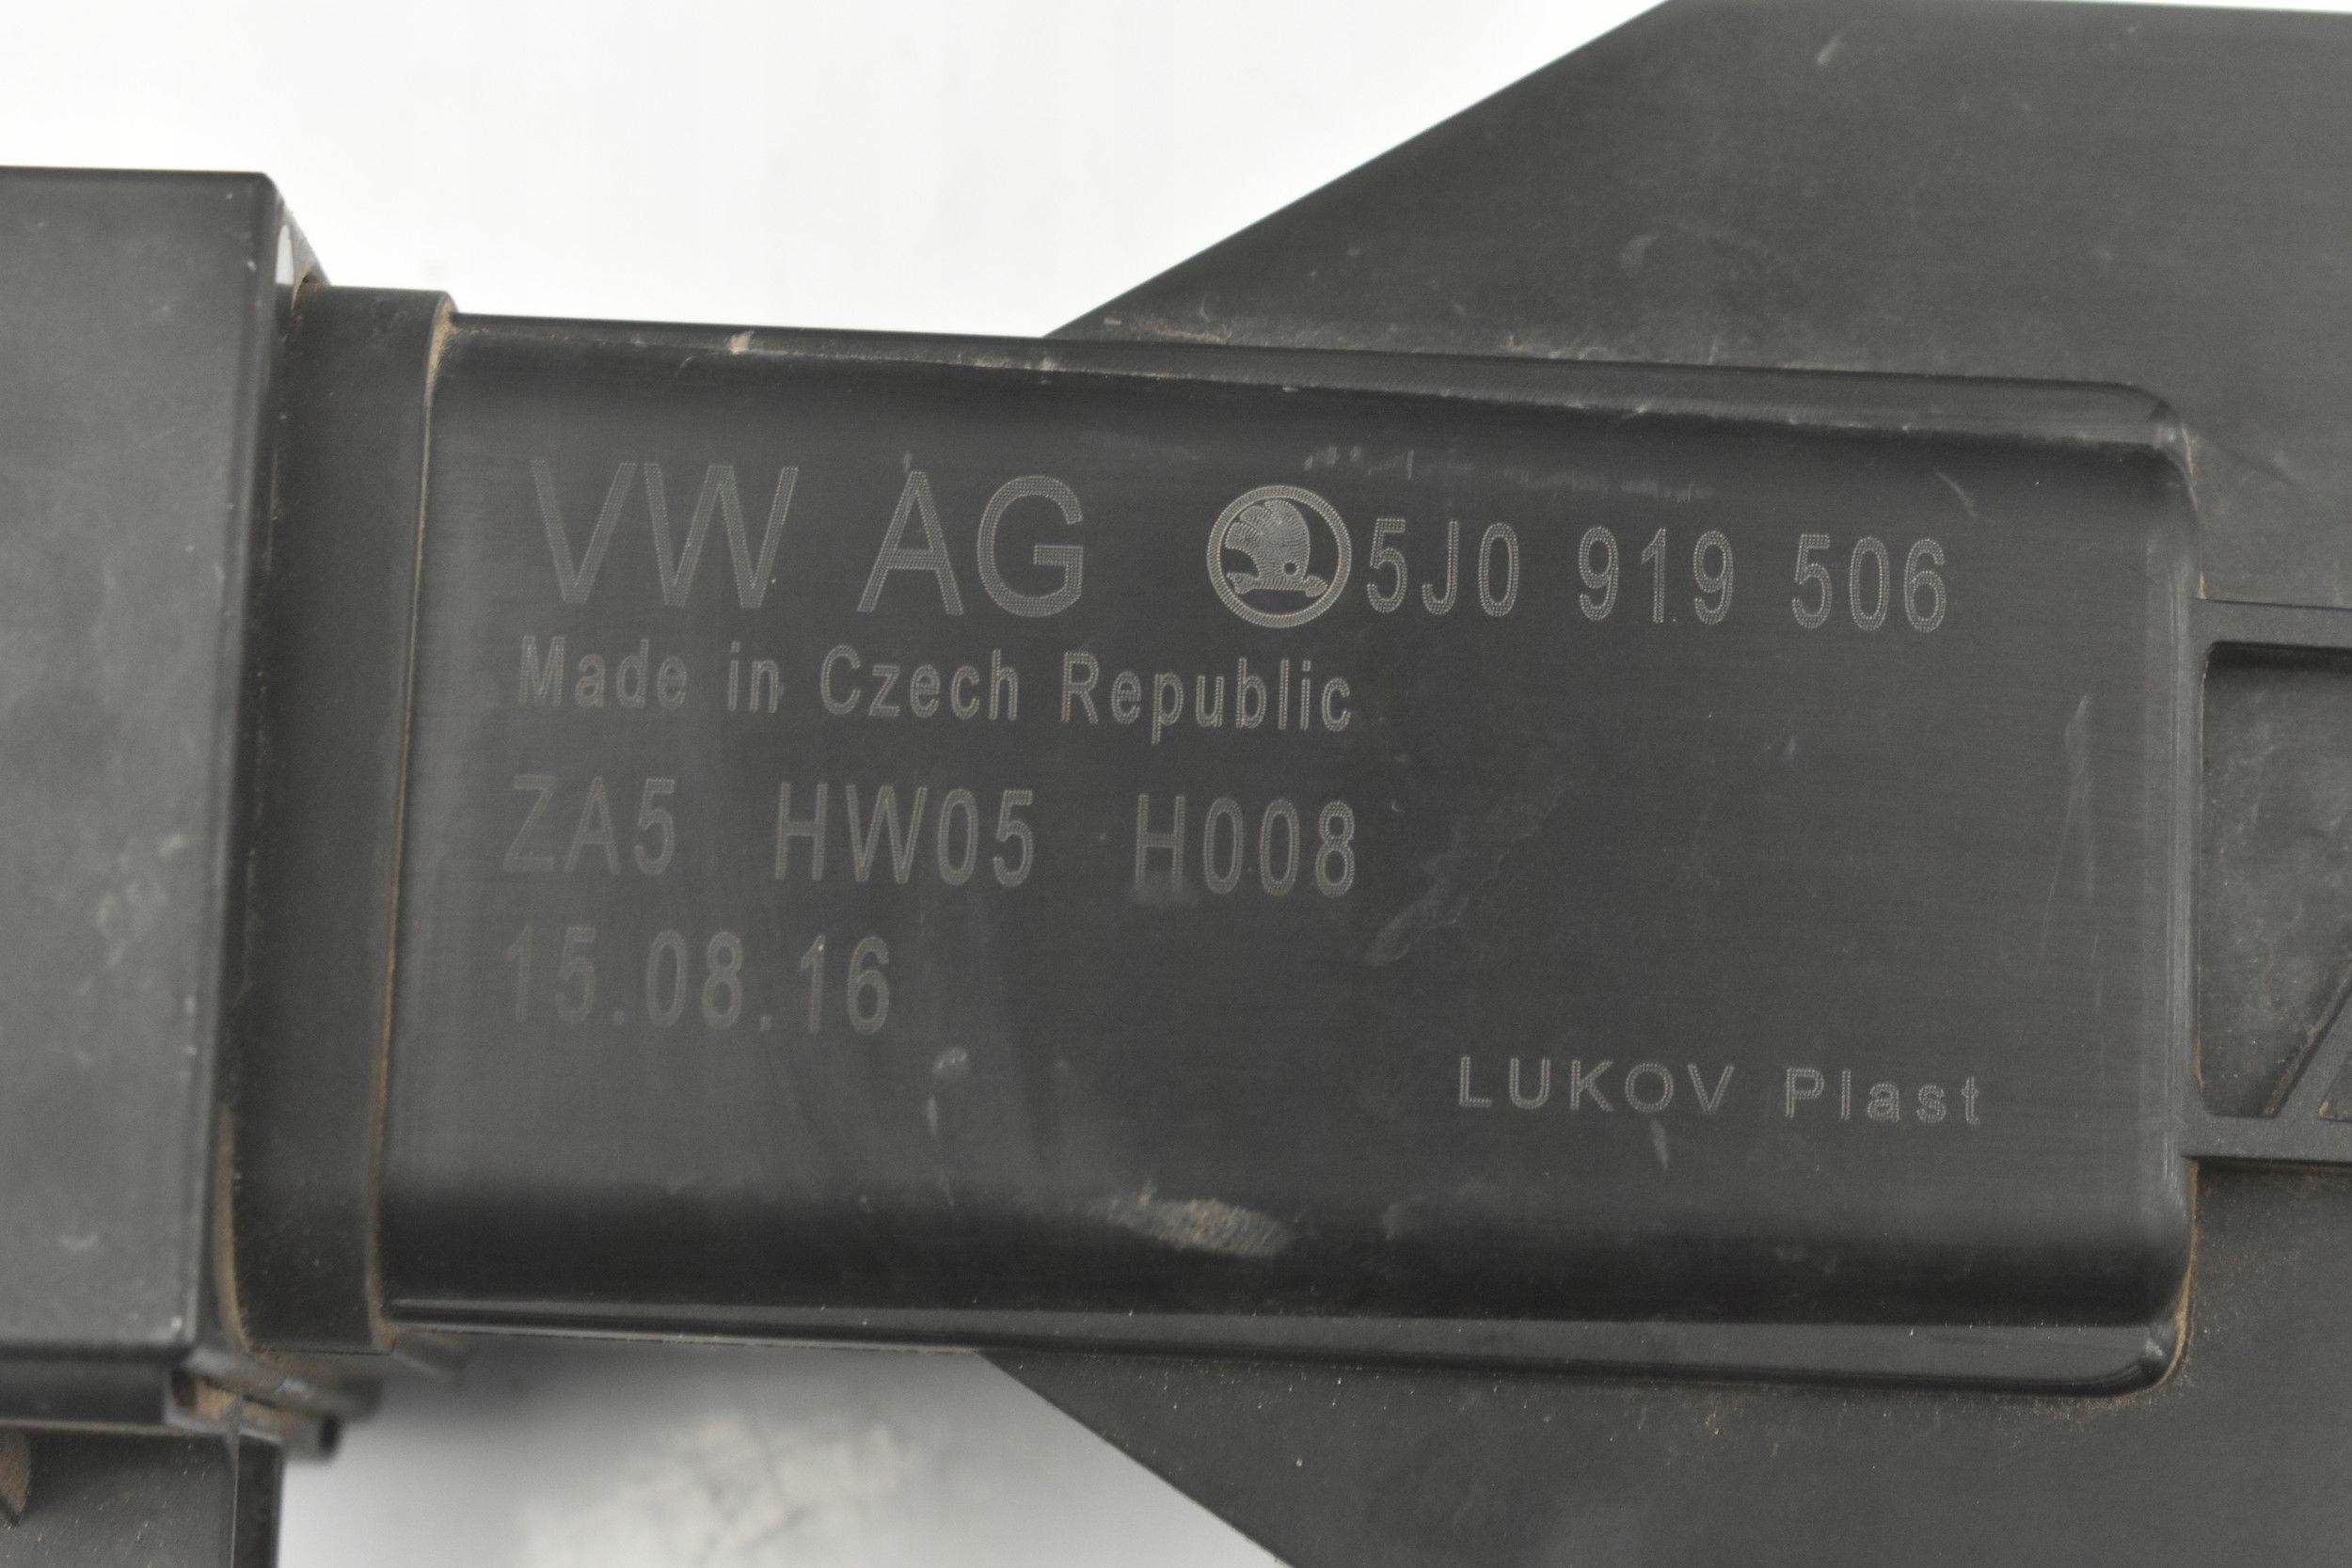 VW AG 5J0 919 506
Made in Czech Republic
ZA5 HW05 H008
15.08.16
LUKOV Plast